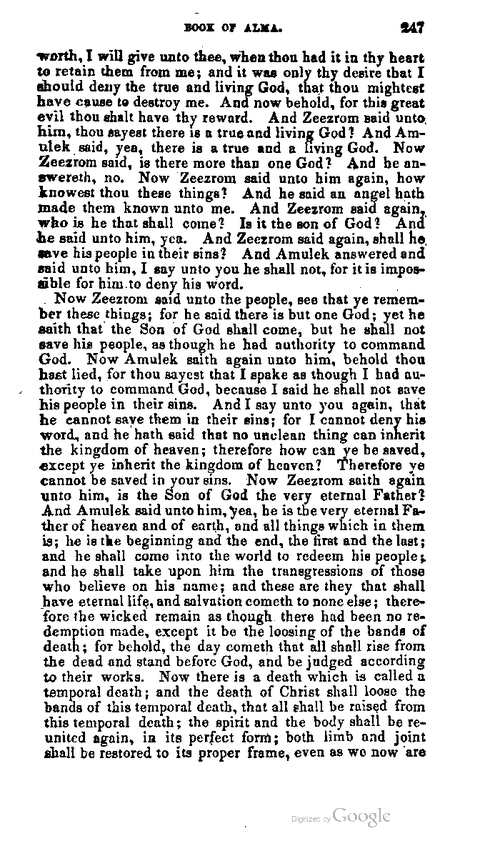 BOOK OF ALMA. 247
worth, I will give unto thee, when thou had it in thy heart
to retain them from me; and it was only thy desire that I
should deny the true and living God, that thou mightest
have cause to destroy me. And now behold, for this great
evil thou shalt have thy reward. And Zeezrom said unto
him, thou sayest there is a true and living God? And Am-
ulek said, yea, there is a true and a living God. Now
Zeezrom said, is there more than one God? And he an-
swereth, no. Now Zeezrom said unto him again, how
knowest thou these things? And he said an angel hath
made them known unto me. And Zeezrom said again,
who is he that shall come? Is it the son of God? And
he said unto him, yea. And Zeezrom said again, shall he
save his people in their sins? And Amulek answered and
said unto him, I say unto you he shall not, for it is impos-
sible for him to deny his word.
Now Zeezrom said unto the people, see that ye remem-
ber these things; for he said there is but one God; yet he
saith that the Son of God shall come, but he shall not
save his people, as though he had authority to command
God. Now Amulek saith again unto him, behold thou
hast lied, for thou sayest that I spake as though I had au-
thority to command God, because I said he shall not save
his people in their sins. And I say unto you again, that
he cannot save them in their sins; for I cannot deny his
word, and he hath said that no unclean thing can inherit
the kingdom of heaven; therefore how can ye be saved,
except ye inherit the kingdom of heaven? Therefore ye
cannot be saved in your sins. Now Zeezrom saith again
unto him, is the Son of God the very eternal Father?
And Amulek said unto him, yea, he is the very eternal Fa-
ther of heaven and of earth, and all things which in them
is; he is the beginning and the end, the first and the last;
and he shall come into the world to redeem his people;
and he shall take upon him the transgressions of those
who believe on his name; and these are they that shall
have eternal life, and salvation cometh to none else; there-
fore the wicked remain as though there had been no re-
demption made, except it be the loosing of the bands of
death; for behold, the day cometh that all shall rise from
the dead and stand before God, and be judged according
to their works. Now there is a death which is called a
temporal death; and the death of Christ shall loose the
bands of this temporal death, that all shall be raised from
this temporal death; the spirit and the body shall be re-
united again, in its perfect form; both limb and joint
shall be restored to its proper frame, even as we now are
Digitized by Google